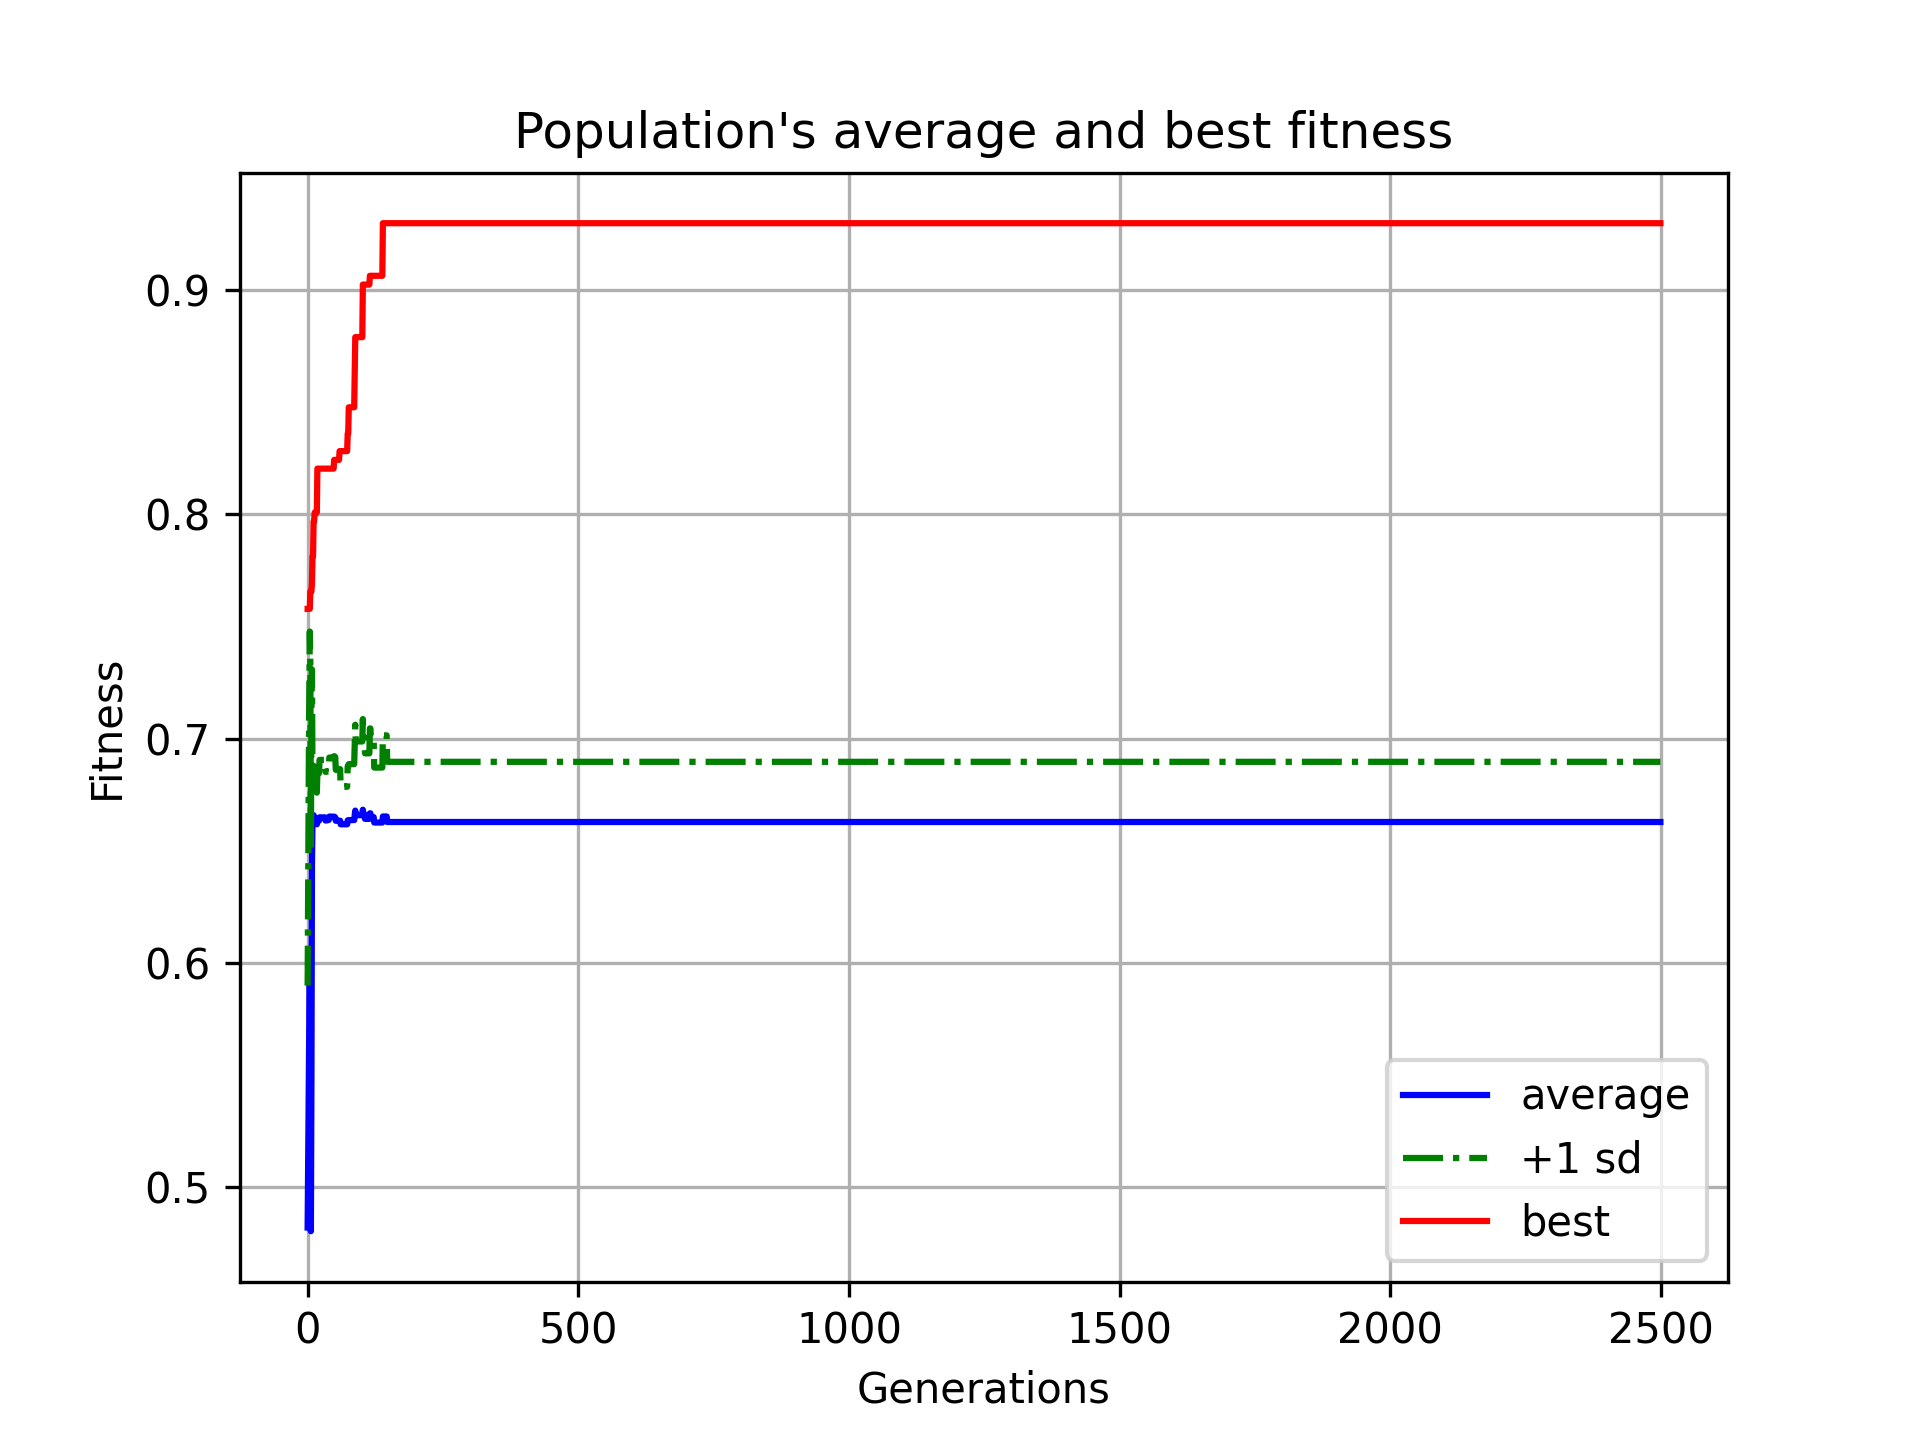 Population's average and best fitness
Fitness
0.9
0.8
0.7
0.6
0.5
average
+1 sd
best
0 500 1000 1500 2000 2500
Generations